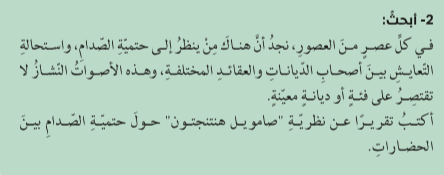 2- أبحثُ:
في كلِّ عصرٍ منَ العصورِ، نجدُ أنَّ هناكَ مِنْ ينظرُ إلى حتميّةِ الصّدامِ، واستحالةِ
التّعايشِ بينَ أصحابِ الدّياناتِ والعقائدِ المختلفةِ، وهذه الأصواتُ النّشازُ لا
تقتصِرُ على فئةٍ أو ديانةٍ معيّنةٍ.
أكتبُ تقريرًا عن نظريّةِ "صامويل هنتنجتون" حولَ حتميّةِ الصّدامِ بينَ
الحضاراتِ.